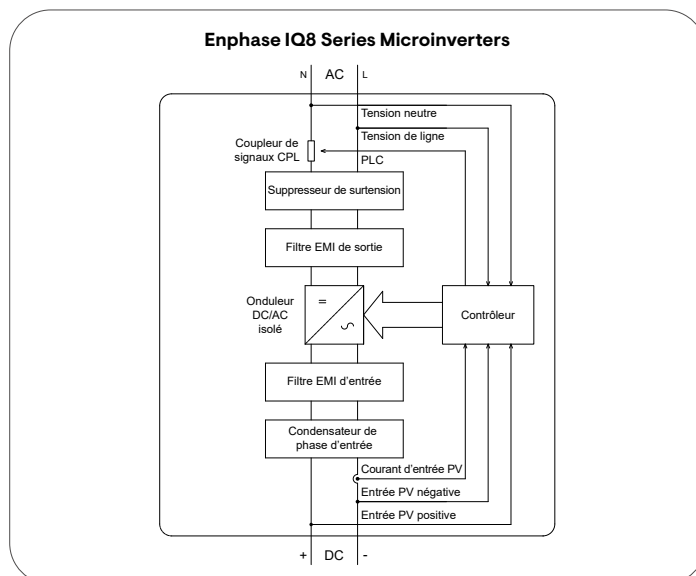 Enphase IQ8 Series Microinverters
N AC L
Tension neutre
Tension de ligne
Coupleur de
signaux CPL
PLC
Suppresseur de surtension
Filtre EMI de sortie
Onduleur
DC/AC
isolé
=
∿
Contrôleur
Filtre EMI d'entrée
Condensateur de
phase d'entrée
Courant d'entrée PV
Entrée PV négative
Entrée PV positive
+ DC -